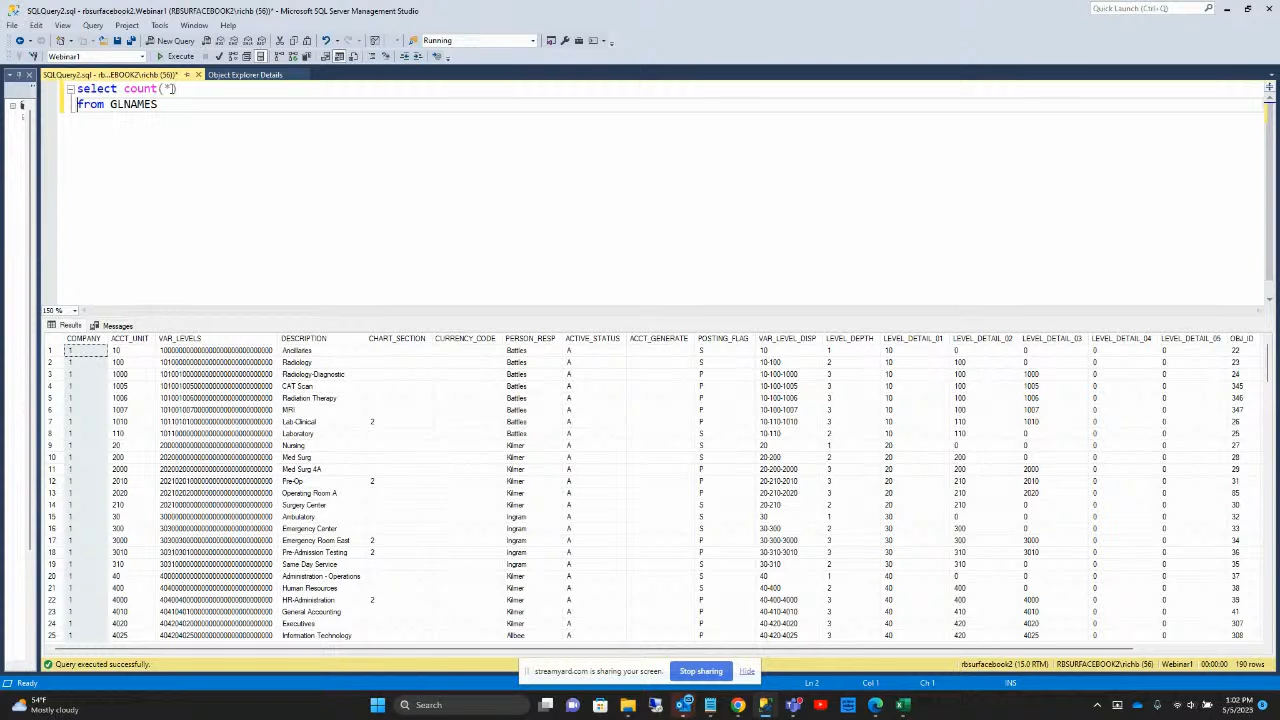 SQLQuery2.sql - rbsurfacebook2.Webinar1 (RBSURFACEBOOK2\richb (56))* - Microsoft SQL Server Management Studio
Quick Launch (Ctrl+Q)
File Edit View Query Project Tools Window Help
New Query Running
Webinar1 Execute
SQLQuery2.sql - rb...EBOOK2\richb (56))* Object Explorer Details
select count(*)
from GLNAMES
150 %
Results Messages
COMPANY ACCT_UNIT VAR_LEVELS DESCRIPTION CHART_SECTION CURRENCY_CODE PERSON_RESP ACTIVE_STATUS ACCT_GENERATE POSTING_FLAG VAR_LEVEL_DISP LEVEL_DEPTH LEVEL_DETAIL_01 LEVEL_DETAIL_02 LEVEL_DETAIL_03 LEVEL_DETAIL_04 LEVEL_DETAIL_05 OBJ_ID
1 1 10 Ancillaries Battles A S 10 1 10 0 0 0 0 22
2 1 100 Radiology Battles A S 10-100 2 10 100 0 0 0 23
3 1 1000 Radiology-Diagnostic Battles A P 10-100-1000 3 10 100 1000 0 0 24
4 1 1005 CAT Scan Battles A P 10-100-1005 3 10 100 1005 0 0 345
5 1 1006 Radiation Therapy Battles A P 10-100-1006 3 10 100 1006 0 0 346
6 1 1007 MRI Battles A P 10-100-1007 3 10 100 1007 0 0 347
7 1 1010 Lab-Clinical 2 Battles A P 10-110-1010 3 10 110 1010 0 0 26
8 1 110 Laboratory Battles A S 10-110 2 10 110 0 0 0 25
9 1 20 Nursing Kilmer A S 20 1 20 0 0 0 0 27
10 1 200 Med Surg Kilmer A S 20-200 2 20 200 0 0 0 28
11 1 2000 Med Surg 4A Kilmer A P 20-200-2000 3 20 200 2000 0 0 29
12 1 2010 Pre-Op 2 Kilmer A P 20-210-2010 3 20 210 2010 0 0 31
13 1 2020 Operating Room A Kilmer A P 20-210-2020 3 20 210 2020 0 0 85
14 1 210 Surgery Center Kilmer A S 20-210 2 20 210 0 0 0
15 1 30 Ambulatory Ingram A S 30 1 30 0 0 0 0 32
16 1 300 Emergency Center Ingram A S 30-300 2 30 300 0 0 0 33
17 1 3000 Emergency Room East 2 Ingram A P 30-300-3000 3 30 300 3000 0 0 34
18 1 3010 Pre-Admission Testing 2 Ingram A P 30-310-3010 3 30 310 3010 0 0 36
19 1 310 Same Day Service Ingram A S 30-310 2 30 310 0 0 0 35
20 1 40 Administration - Operations Kilmer A S 40 1 40 0 0 0 0 37
21 1 400 Human Resources Kilmer A S 40-400 2 40 400 0 0 0 38
22 1 4000 HR-Administration 2 Kilmer A P 40-400-4000 3 40 400 4000 0 0
23 1 4010 General Accounting Kilmer A P 40-410-4010 3 40 410 4010 0 0 41
24 1 4020 Executives Kilmer A P 40-420-4020 3 40 420 4020 0 0 307
25 1 4025 Information Technology Allbee A P 40-420-4025 3 40 420 4025 0 0 308
Query executed successfully. rbsurfacebook2 (15.0 RTM) RBSURFACEBOOK2\richb (56) Webinar1 00:00:00 190 rows
streamyard.com is sharing your screen. Stop sharing Hide
Ready Ln 2 Col 1 Ch 1 INS
54°F
Mostly cloudy
Search
1:02 PM
5/5/2023